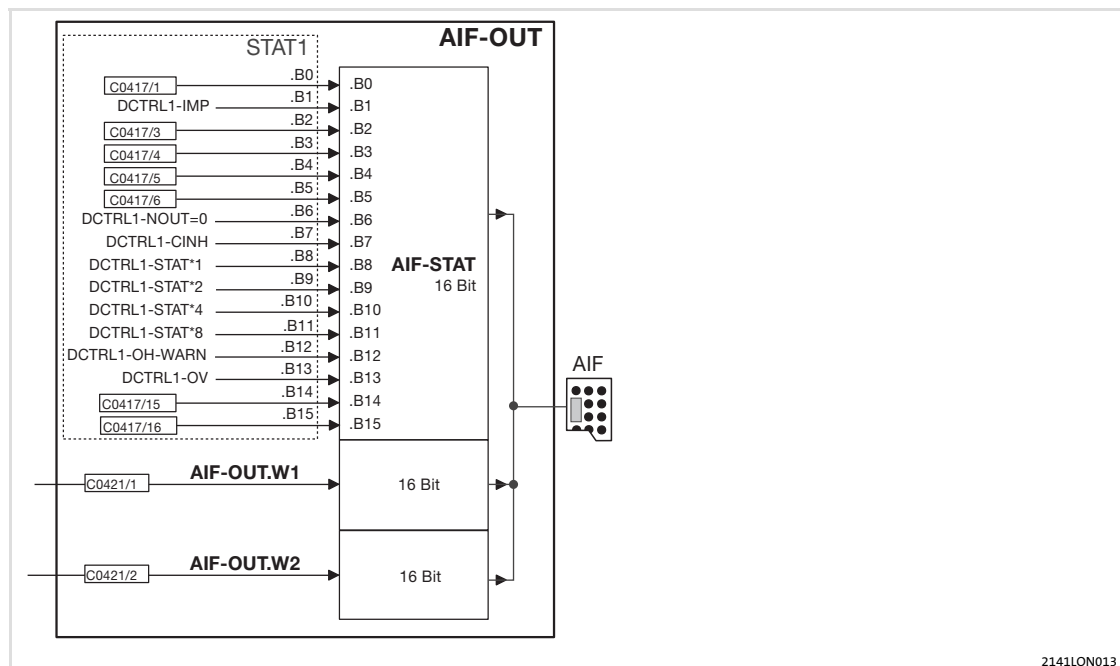 AIF-OUT
STAT1
C0417/1 .B0 .B0
DCTRL1-IMP .B1 .B1
C0417/3 .B2 .B2
C0417/4 .B3 .B3
C0417/5 .B4 .B4
C0417/6 .B5 .B5
DCTRL1-NOUT=0 .B6 .B6
DCTRL1-CINH .B7 .B7
DCTRL1-STAT*1 .B8 .B8 AIF-STAT
DCTRL1-STAT*2 .B9 .B9 16 Bit
DCTRL1-STAT*4 .B10 .B10
DCTRL1-STAT*8 .B11 .B11
DCTRL1-OH-WARN .B12 .B12
DCTRL1-OV .B13 .B13
C0417/15 .B14 .B14
C0417/16 .B15 .B15
AIF
C0421/1 AIF-OUT.W1 16 Bit
C0421/2 AIF-OUT.W2 16 Bit
2141LON013